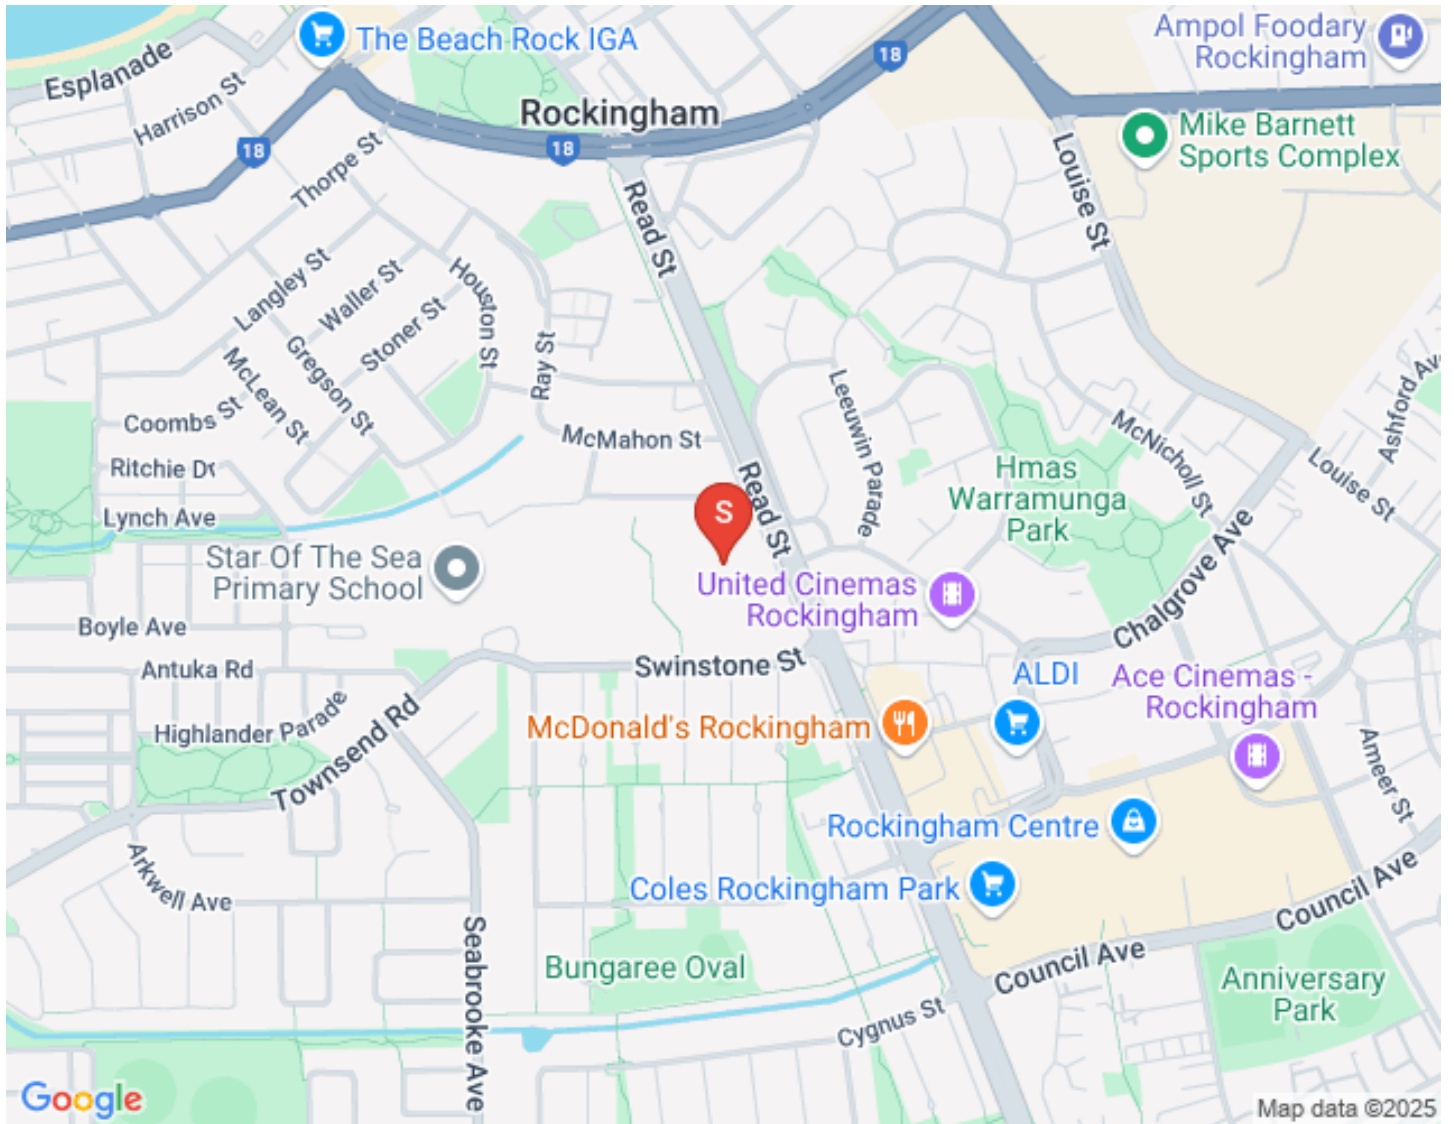 The Beach Rock IGA
Ampol Foodary
Rockingham
Esplanade
Harrison St
18
Rockingham
18
18
Mike Barnett
Sports Complex
Thorpe St
Louise St
Read St
Langley St
Waller St
Houston St
Stoner St
Gregson St
McLean St
Ray St
Coombs St
McMahon St
Leeuwin Parade
McNicholl St
Ashford Av
Ritchie Dr
Hmas
Warramunga
Park
Louise St
Lynch Ave
S
Read St
Star Of The Sea
Primary School
United Cinemas
Rockingham
Chalgrove Ave
Boyle Ave
Antuka Rd
Swinstone St
ALDI
Ace Cinemas -
Rockingham
Highlander Parade
McDonald's Rockingham
Townsend Rd
Ameer St
Rockingham Centre
Arkwell Ave
Coles Rockingham Park
Council Ave
Seabrooke Ave
Bungaree Oval
Council Ave
Anniversary
Park
Cygnus St
Google
Map data ©2025